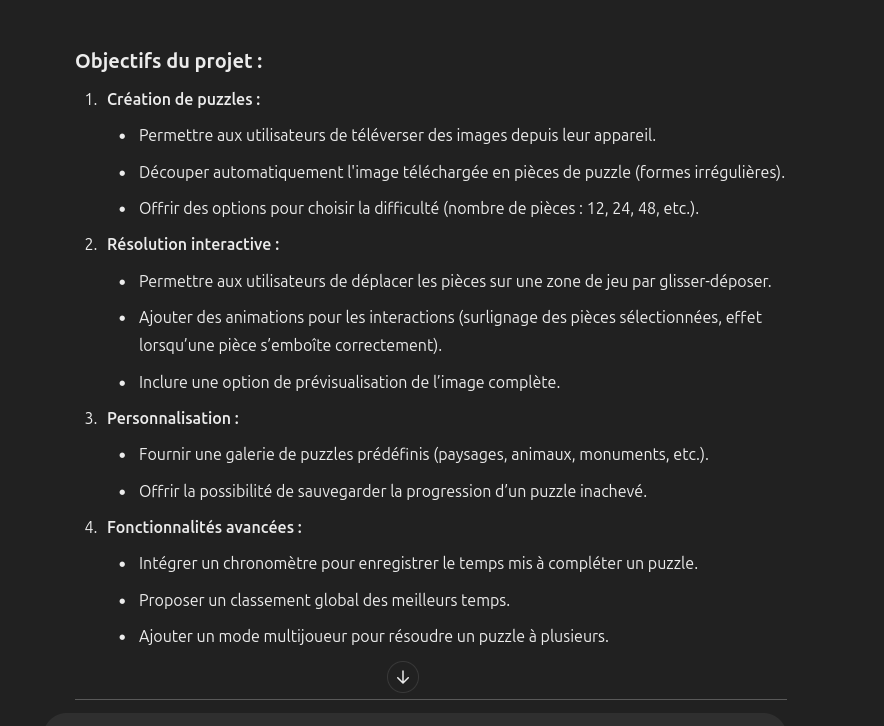 Objectifs du projet :
1. Création de puzzles :
• Permettre aux utilisateurs de téléverser des images depuis leur appareil.
• Découper automatiquement l'image téléchargée en pièces de puzzle (formes irrégulières).
• Offrir des options pour choisir la difficulté (nombre de pièces : 12, 24, 48, etc.).
2. Résolution interactive :
• Permettre aux utilisateurs de déplacer les pièces sur une zone de jeu par glisser-déposer.
• Ajouter des animations pour les interactions (surlignage des pièces sélectionnées, effet
lorsqu’une pièce s’emboîte correctement).
• Inclure une option de prévisualisation de l’image complète.
3. Personnalisation :
• Fournir une galerie de puzzles prédéfinis (paysages, animaux, monuments, etc.).
• Offrir la possibilité de sauvegarder la progression d’un puzzle inachevé.
4. Fonctionnalités avancées :
• Intégrer un chronomètre pour enregistrer le temps mis à compléter un puzzle.
• Proposer un classement global des meilleurs temps.
• Ajouter un mode multijoueur pour résoudre un puzzle à plusieurs.